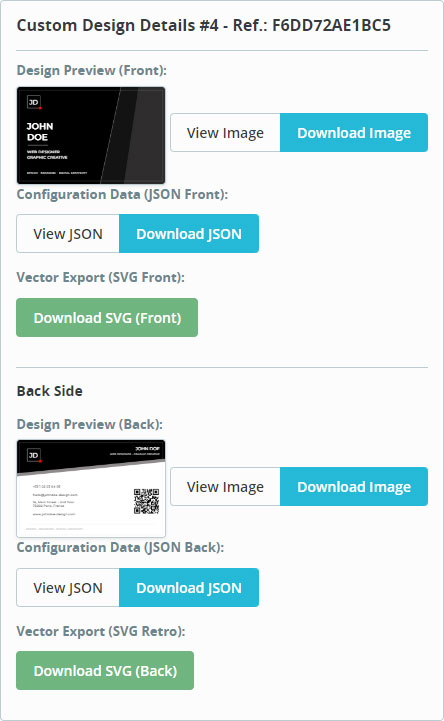 Custom Design Details #4 - Ref.: F6DD72AE1BC5
Design Preview (Front):
JD
JOHN
DOE
WEB DESIGNER
GRAPHIC CREATIVE
View Image
Download Image
Configuration Data (JSON Front):
View JSON
Download JSON
Vector Export (SVG Front):
Download SVG (Front)
Back Side
Design Preview (Back):
JD
JOHN DOE
View Image
Download Image
Configuration Data (JSON Back):
View JSON
Download JSON
Vector Export (SVG Retro):
Download SVG (Back)